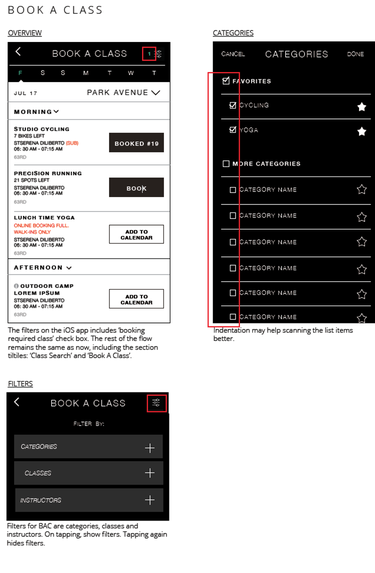 BOOK A CLASS
OVERVIEW
BOOK A CLASS 1
F S S M T W T
JUL 17 PARK AVENUE
MORNING
STUDIO CYCLING
7 BIKES LEFT
STSERENA DILIBERTO (SUB)
06: 30 AM - 07:15 AM
63RD
BOOKED #19
PRECISION RUNNING
21 SPOTS LEFT
STSERENA DILIBERTO
06: 30 AM - 07:15 AM
63RD
BOOK
LUNCH TIME YOGA
ONLINE BOOKING FULL.
WALK-INS ONLY
STSERENA DILIBERTO
06: 30 AM - 07:15 AM
63RD
ADD TO
CALENDAR
AFTERNOON
OUTDOOR CAMP
LOREM IPSUM
STSERENA DILIBERTO
06: 30 AM - 07:15 AM
63RD
ADD TO
CALENDAR
The filters on the iOS app includes 'booking
required class' check box. The rest of the flow
remains the same as now, including the section
tiltiles: 'Class Search' and 'Book A Class'.
CATEGORIES
CANCEL CATEGORIES DONE
FAVORITES
CYCLING
YOGA
MORE CATEGORIES
CATEGORY NAME
CATEGORY NAME
CATEGORY NAME
CATEGORY NAME
CATEGORY NAME
CATEGORY NAME
Indentation may help scanning the list items
better.
FILTERS
BOOK A CLASS
FILTER BY:
CATEGORIES
CLASSES
INSTRUCTORS
Filters for BAC are categories, classes and
instructors. On tapping, show filters. Tapping again
hides filters.